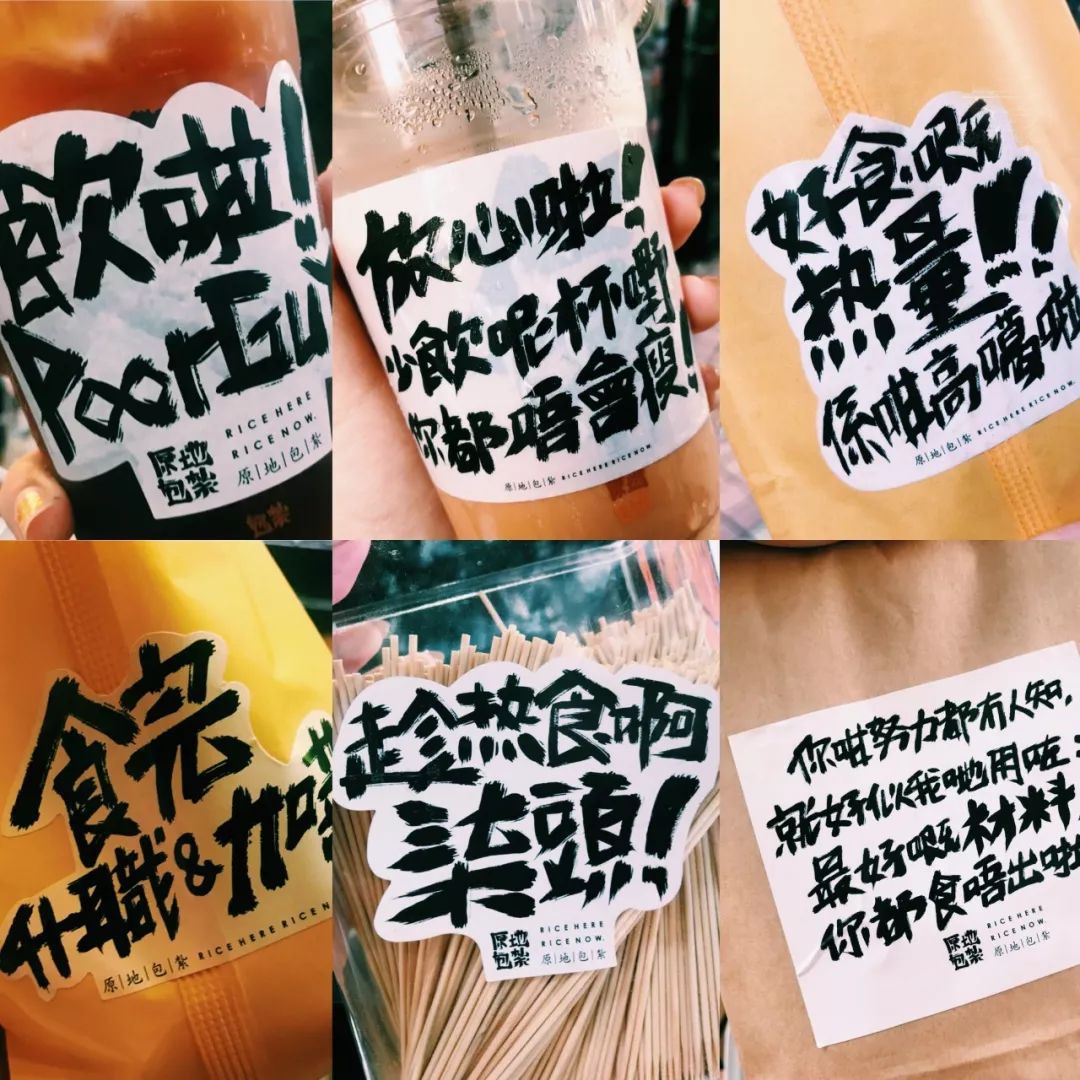 飲啦!
PoorGui
RICE HERE
RICE NOW.
原地
包紮
原|地|包|紮
放心啦!
少飲呢杯嘢
你都唔會瘦!
原|地|包|紮 RICE HERE RICE NOW.
好食嘅
热量!!
係咁高㗎啦
原|地|包|紮 RICE HERE RICE NOW.
食完
升職&加
原|地|包|紮 RICE HERE RICE N
趁热食啊
柒頭!
RICE HERE
RICE NOW.
原地
包紮
原|地|包|紮
你咁努力都冇人知,
就好似我哋用咗
最好嘅材料,
你都食唔出啦
RICE HERE
RICE NOW.
原地
包紮
原|地|包|紮